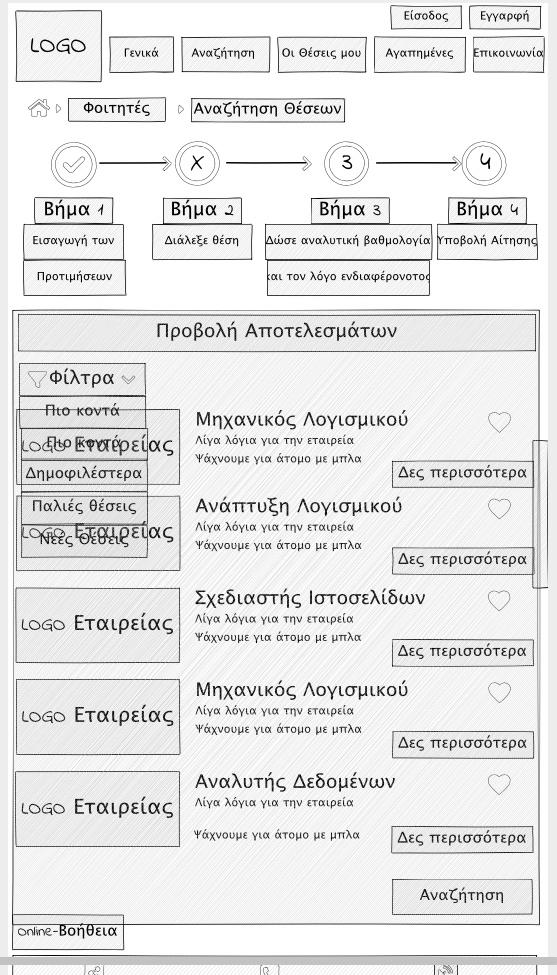 Είσοδος Εγγραφή
LOGO
Γενικά Αναζήτηση Οι Θέσεις μου Αγαπημένες Επικοινωνία
Φοιτητές Αναζήτηση Θέσεων
X 3 4
Βήμα 1 Βήμα 2 Βήμα 3 Βήμα 4
Εισαγωγή των Διάλεξε θέση Δώσε αναλυτική βαθμολογία Υποβολή Αίτησης
Προτιμήσεων και τον λόγο ενδιαφέροντος
Προβολή Αποτελεσμάτων
Φίλτρα
Πιο κοντά
Πιο κοντά
Δημοφιλέστερα
Παλιές θέσεις
Νέες Θέσεις
LOGO Εταιρείας
Μηχανικός Λογισμικού
Λίγα λόγια για την εταιρεία
Ψάχνουμε για άτομο με μπλα
Δες περισσότερα
LOGO Εταιρείας
Ανάπτυξη Λογισμικού
Λίγα λόγια για την εταιρεία
Ψάχνουμε για άτομο με μπλα
Δες περισσότερα
LOGO Εταιρείας
Σχεδιαστής Ιστοσελίδων
Λίγα λόγια για την εταιρεία
Ψάχνουμε για άτομο με μπλα
Δες περισσότερα
LOGO Εταιρείας
Μηχανικός Λογισμικού
Λίγα λόγια για την εταιρεία
Ψάχνουμε για άτομο με μπλα
Δες περισσότερα
LOGO Εταιρείας
Αναλυτής Δεδομένων
Λίγα λόγια για την εταιρεία
Ψάχνουμε για άτομο με μπλα
Δες περισσότερα
Αναζήτηση
online-Βοήθεια